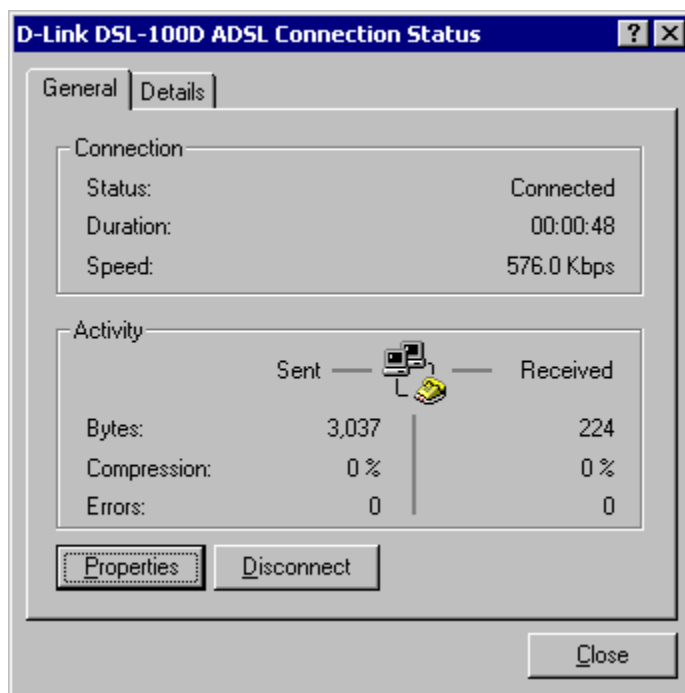 D-Link DSL-100D ADSL Connection Status
General Details
Connection
Status: Connected
Duration: 00:00:48
Speed: 576.0 Kbps
Activity
Sent Received
Bytes: 3,037 224
Compression: 0 % 0 %
Errors: 0 0
Properties Disconnect
Close